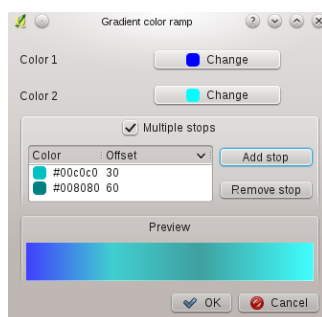 Gradient color ramp
Color 1 Change
Color 2 Change
Multiple stops
Color Offset Add stop
#00c0c0 30
#008080 60 Remove stop
Preview
OK Cancel